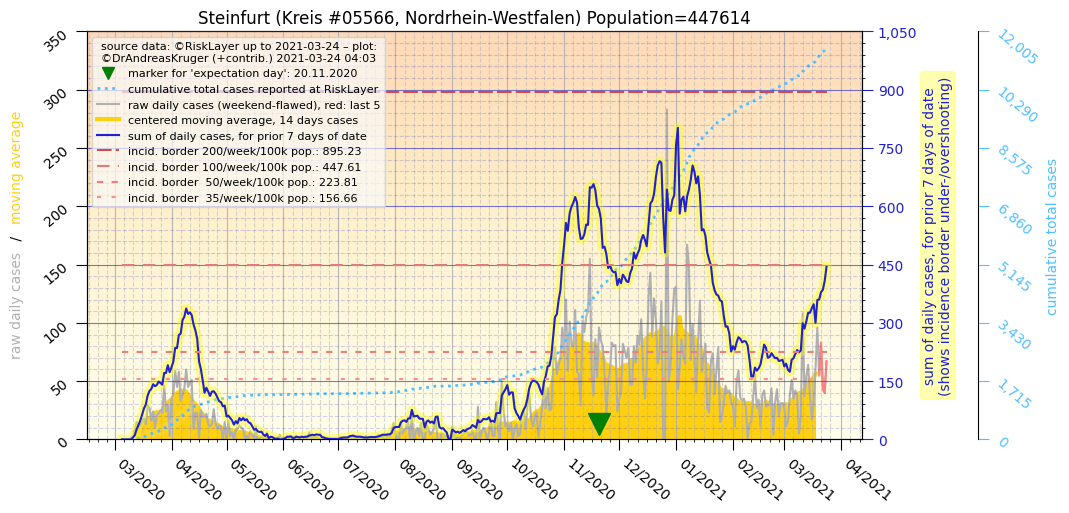 Steinfurt (Kreis #05566, Nordrhein-Westfalen) Population=447614
source data: ©RiskLayer up to 2021-03-24 – plot:
©DrAndreasKruger (+contrib.) 2021-03-24 04:03
marker for 'expectation day': 20.11.2020
cumulative total cases reported at RiskLayer
raw daily cases (weekend-flawed), red: last 5
centered moving average, 14 days cases
sum of daily cases, for prior 7 days of date
incid. border 200/week/100k pop.: 895.23
incid. border 100/week/100k pop.: 447.61
incid. border  50/week/100k pop.: 223.81
incid. border  35/week/100k pop.: 156.66
raw daily cases  /  moving average
350
300
250
200
150
100
50
0
03/2020
04/2020
05/2020
06/2020
07/2020
08/2020
09/2020
10/2020
11/2020
12/2020
01/2021
02/2021
03/2021
04/2021
1,050
900
750
600
450
300
150
0
sum of daily cases, for prior 7 days of date
(shows incidence border under-/overshooting)
12,005
10,290
8,575
6,860
5,145
3,430
1,715
0
cumulative total cases